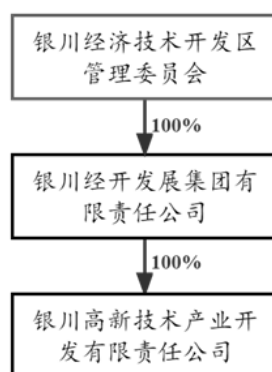 银川经济技术开发区
管理委员会
100%
银川经开发展集团有
限责任公司
100%
银川高新技术产业开
发有限责任公司